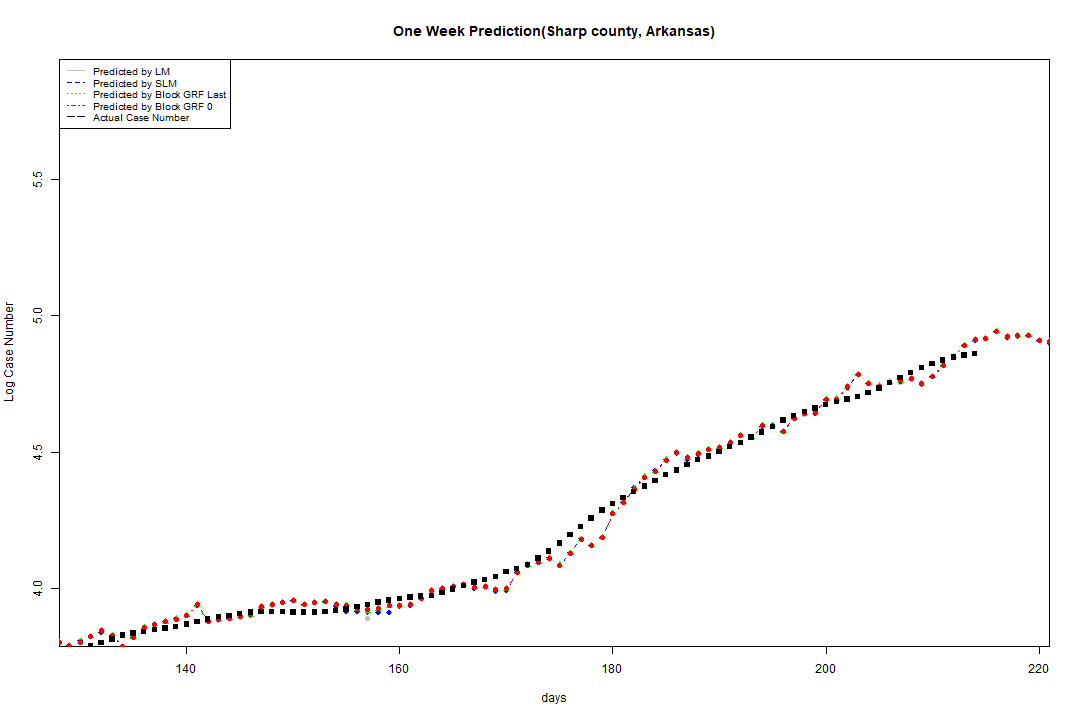 One Week Prediction(Sharp county, Arkansas)
Predicted by LM
Predicted by SLM
Predicted by Block GRF Last
Predicted by Block GRF 0
Actual Case Number
5.5
5.0
4.5
4.0
Log Case Number
140 160 180 200 220
days